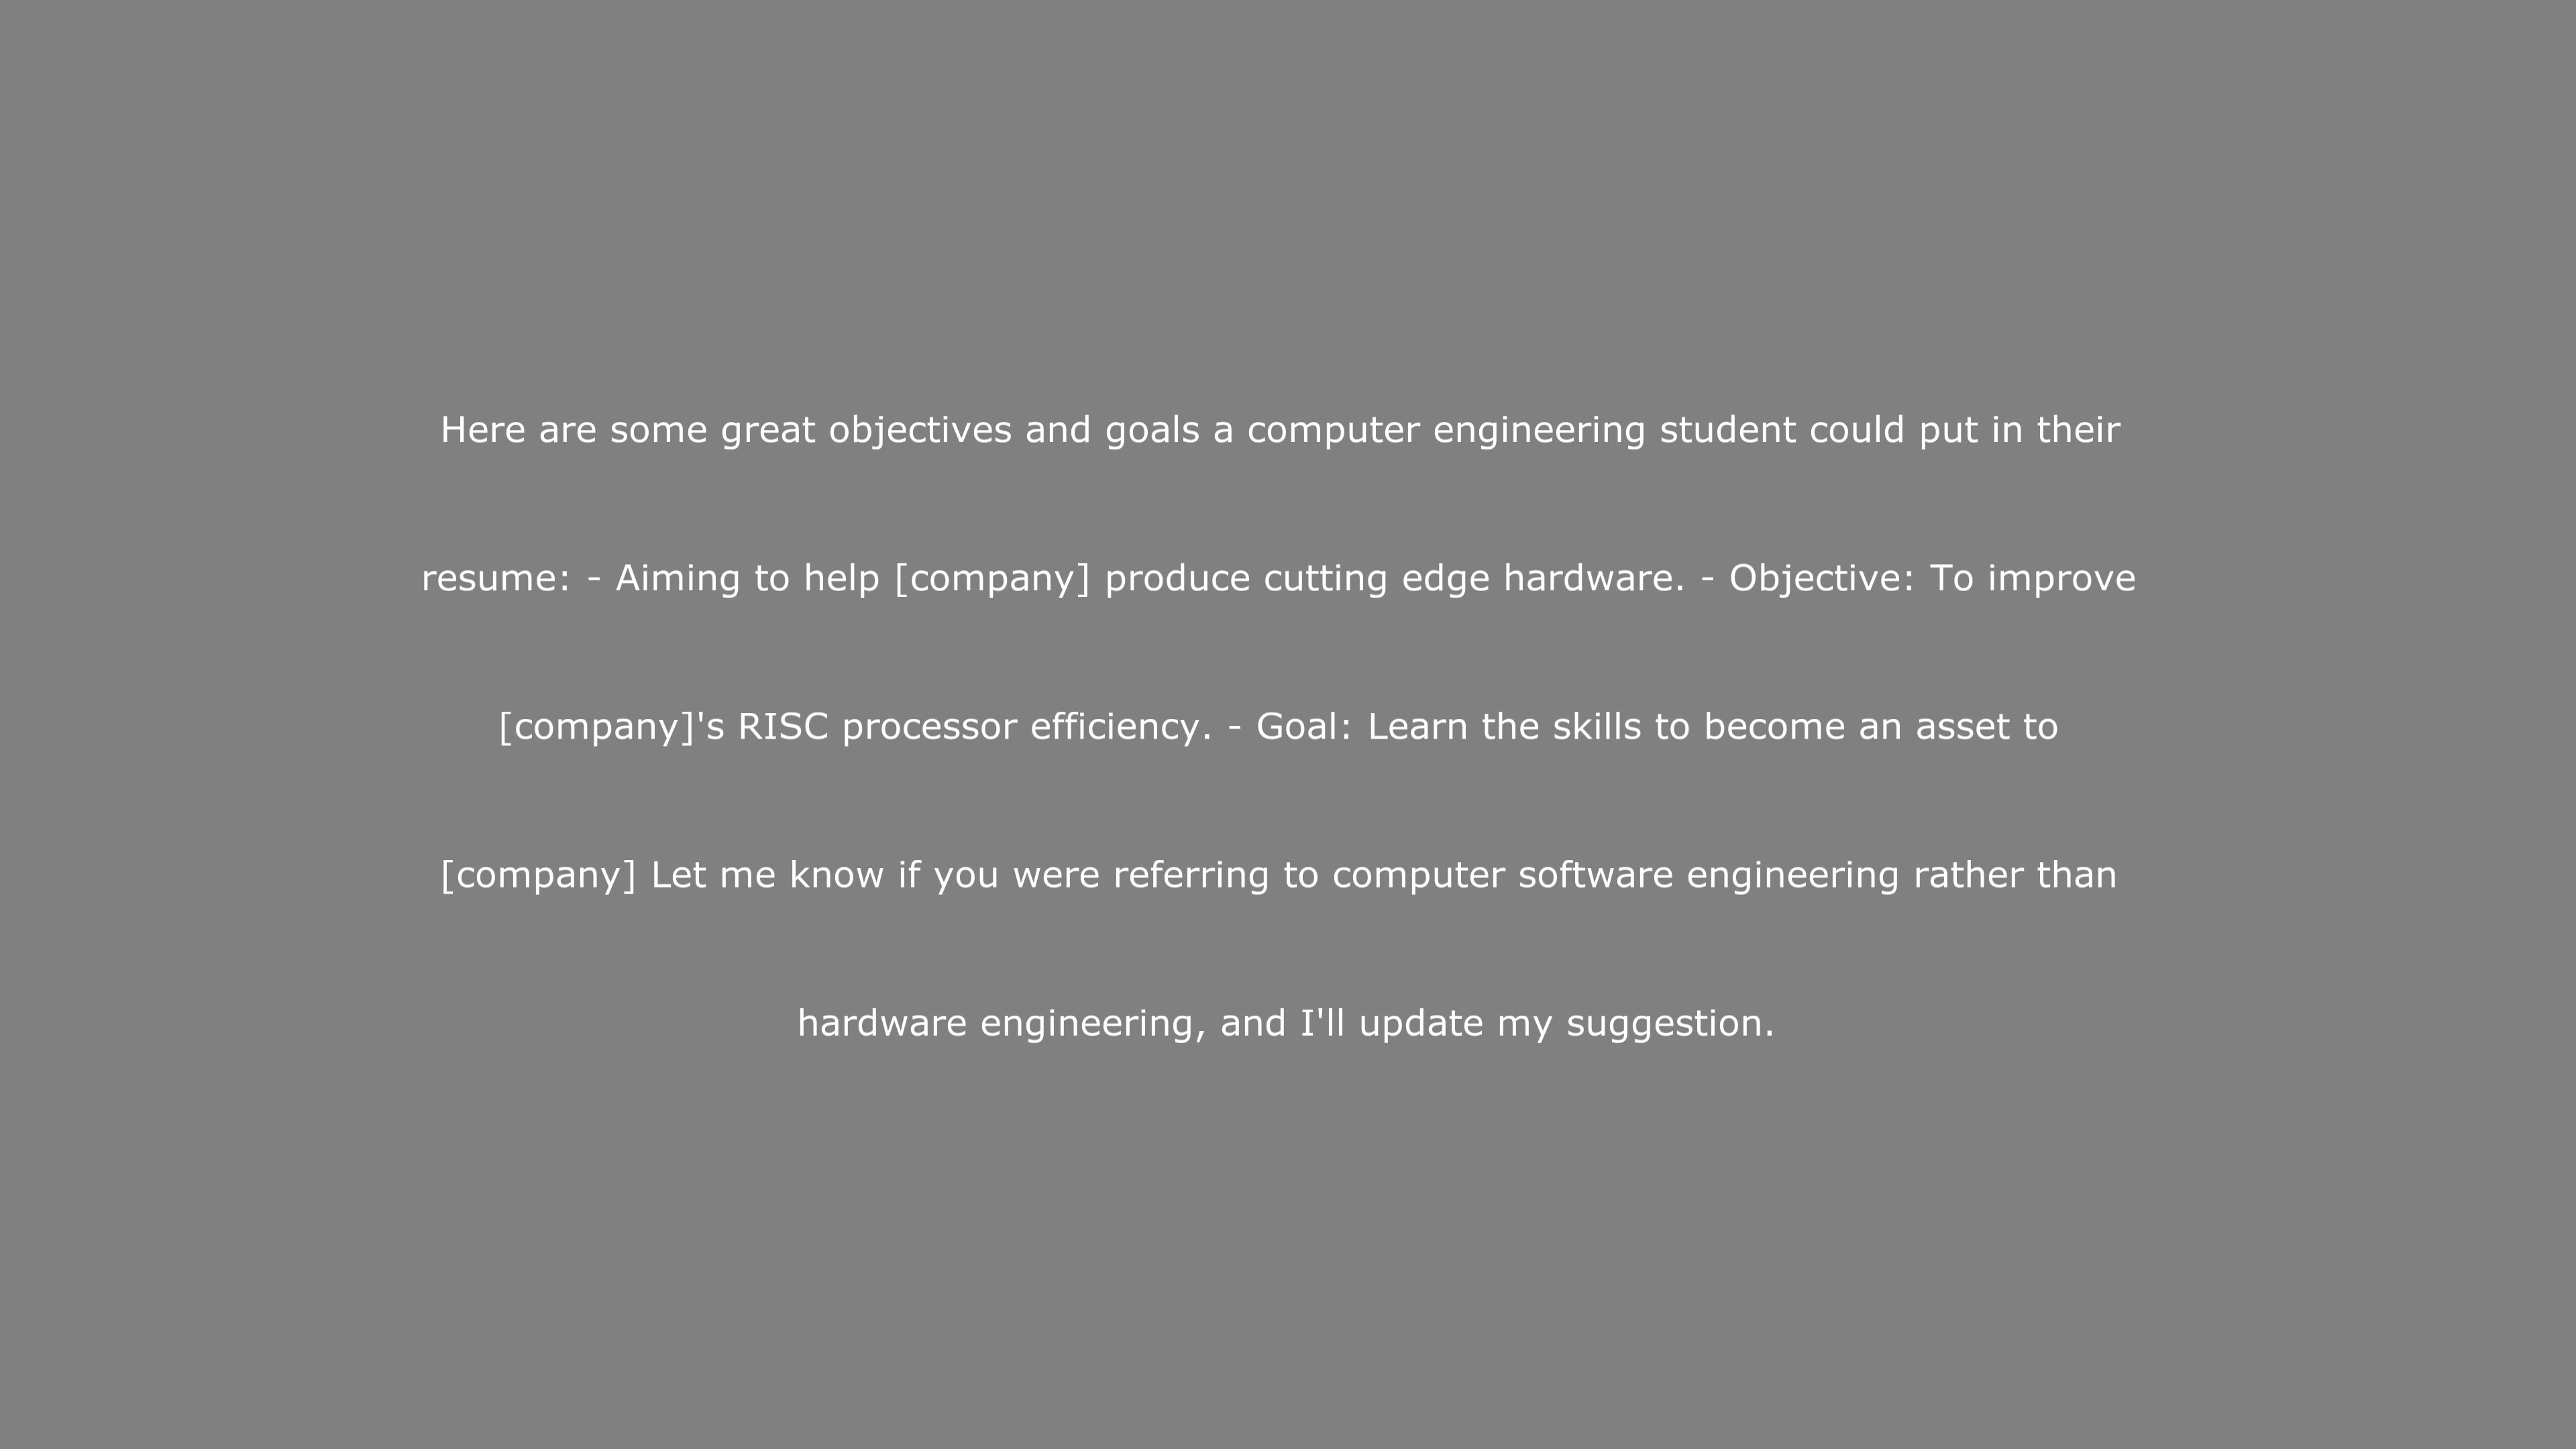 Here are some great objectives and goals a computer engineering student could put in their
resume: - Aiming to help [company] produce cutting edge hardware. - Objective: To improve
[company]'s RISC processor efficiency. - Goal: Learn the skills to become an asset to
[company] Let me know if you were referring to computer software engineering rather than
hardware engineering, and I'll update my suggestion.